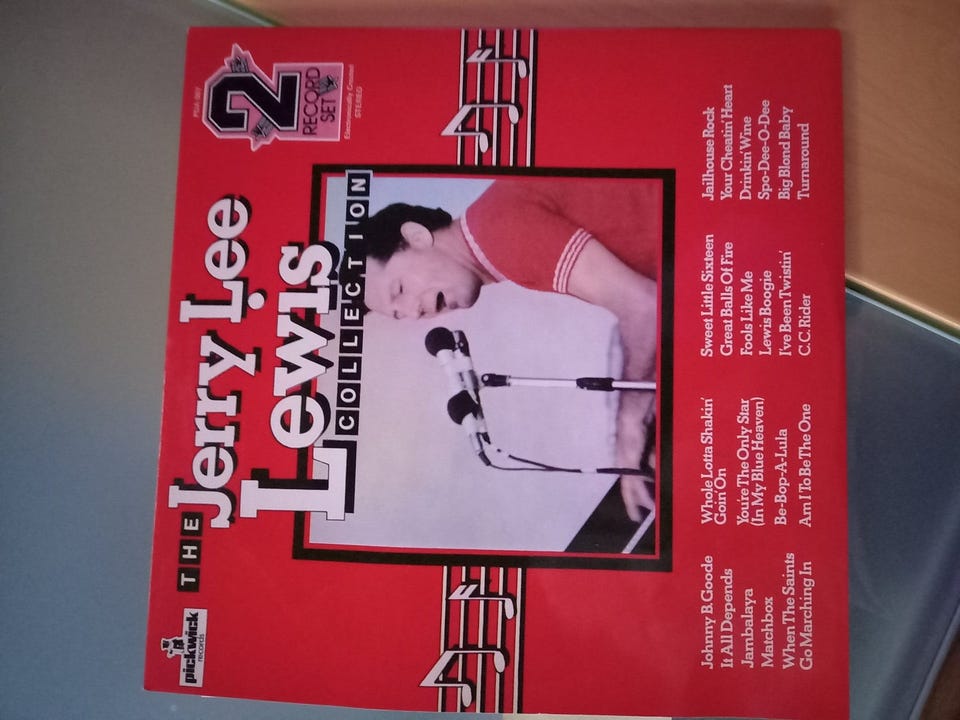 pickwick
records
PDA 007
2
RECORD
SET
Electronically Created
STEREO
THE
Jerry Lee
Lewis
COLLECTION
Johnny B.Goode
It All Depends
Jambalaya
Matchbox
When The Saints
Go Marching In
Whole Lotta Shakin'
Goin' On
You're The Only Star
(In My Blue Heaven)
Be-Bop-A-Lula
Am I To Be The One
Sweet Little Sixteen
Great Balls Of Fire
Fools Like Me
Lewis Boogie
I've Been Twistin'
C.C. Rider
Jailhouse Rock
Your Cheatin' Heart
Drinkin' Wine
Spo-Dee-O-Dee
Big Blond Baby
Turnaround